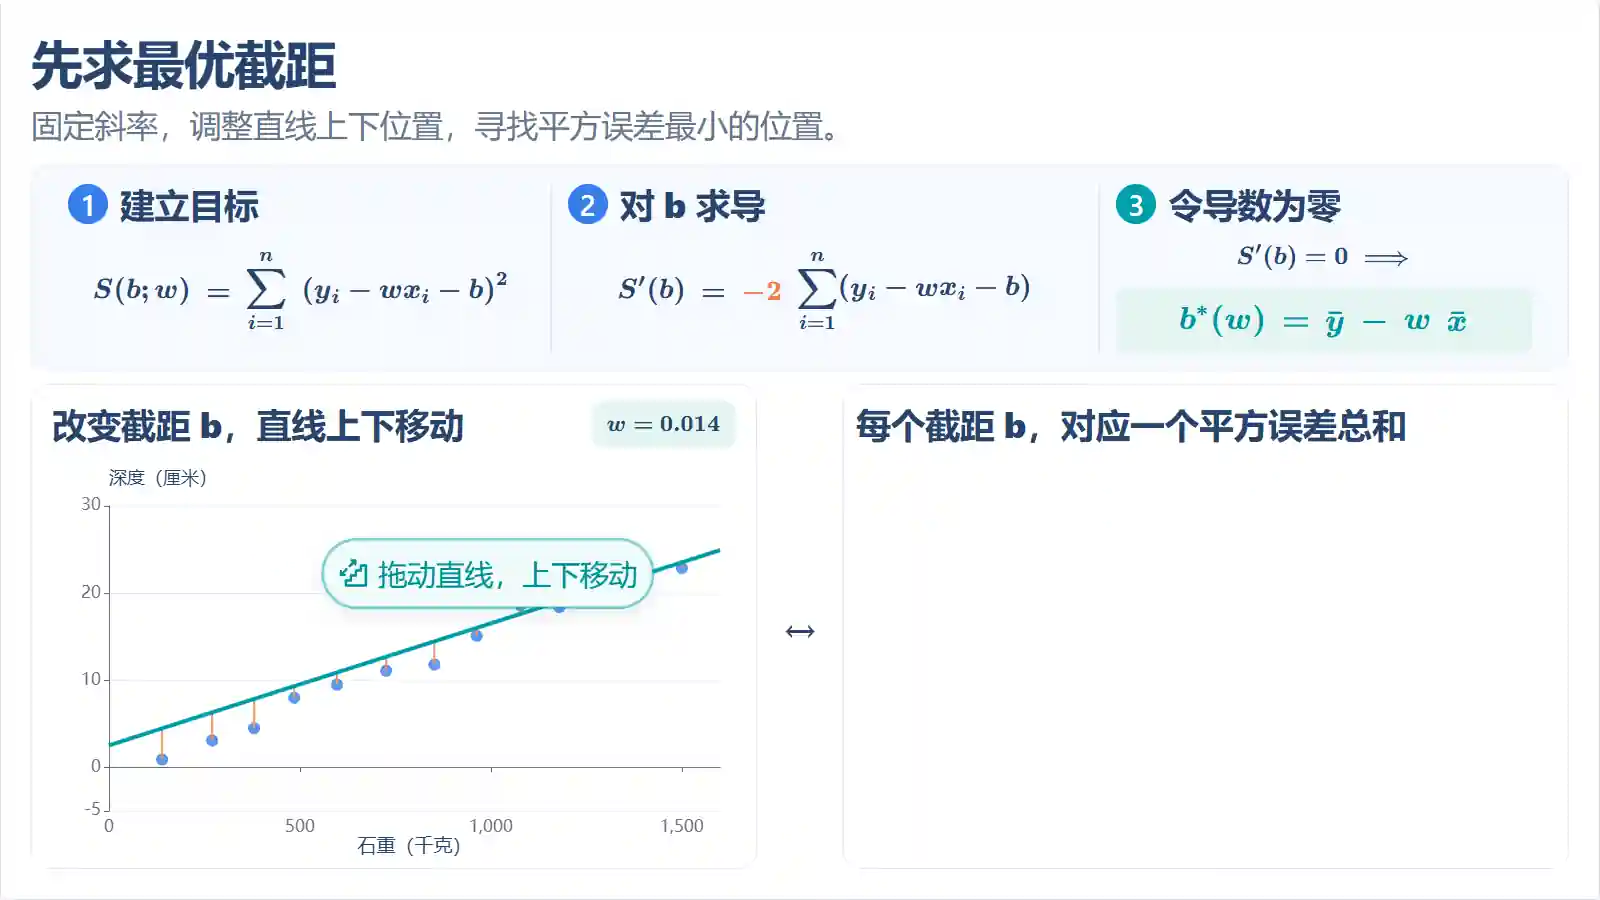 先求最优截距
固定斜率，调整直线上下位置，寻找平方误差最小的位置。
1 建立目标
S(b; w) = \sum_{i=1}^{n} (y_i − wx_i − b)^2
2 对 b 求导
S′(b) = −2 \sum_{i=1}^{n} (y_i − wx_i − b)
3 令导数为零
S′(b) = 0 ⟹
b*(w) = ȳ − w x̄
改变截距 b，直线上下移动
w = 0.014
深度（厘米）
30
20
10
0
-5
0 500 1,000 1,500
石重（千克）
拖动直线，上下移动
↔
每个截距 b，对应一个平方误差总和